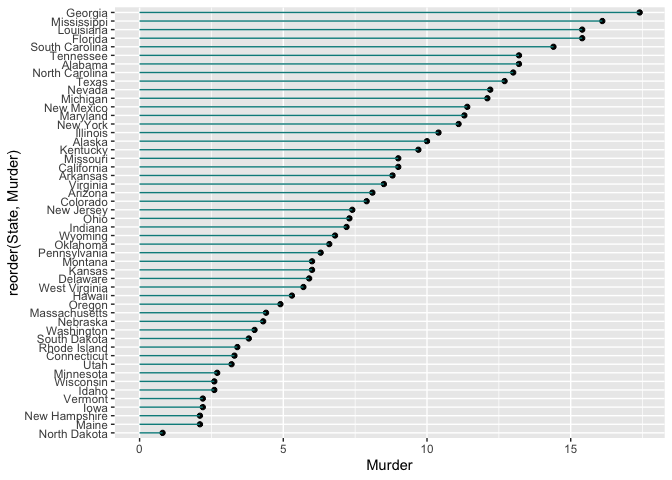 reorder(State, Murder)
Georgia
Mississippi
Louisiana
Florida
South Carolina
Tennessee
Alabama
North Carolina
Texas
Nevada
Michigan
New Mexico
Maryland
New York
Illinois
Alaska
Kentucky
Missouri
California
Arkansas
Virginia
Arizona
Colorado
New Jersey
Ohio
Indiana
Wyoming
Oklahoma
Pennsylvania
Montana
Kansas
Delaware
West Virginia
Hawaii
Oregon
Massachusetts
Nebraska
Washington
South Dakota
Rhode Island
Connecticut
Utah
Minnesota
Wisconsin
Idaho
Vermont
Iowa
New Hampshire
Maine
North Dakota
0 5 10 15
Murder